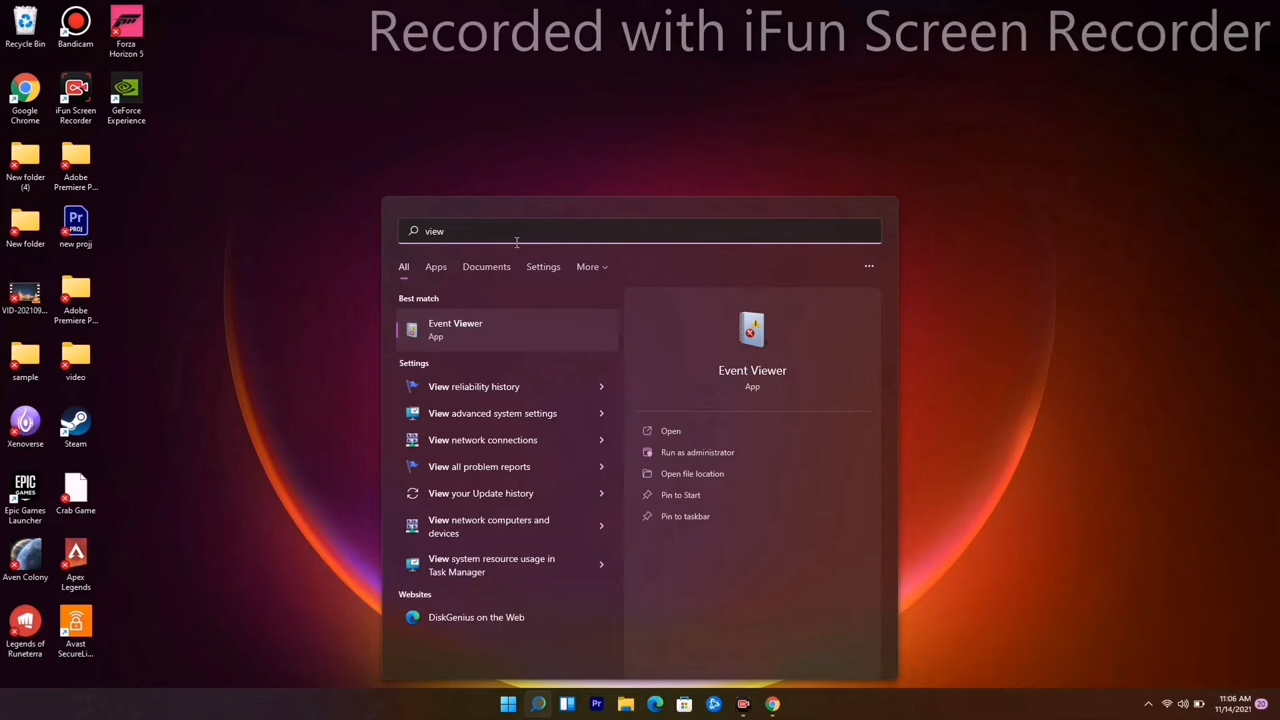 Recorded with iFun Screen Recorder
Recycle Bin
Bandicam
Forza
Horizon 5
Google
Chrome
iFun Screen
Recorder
GeForce
Experience
New folder
(4)
Adobe
Premiere P...
New folder
new projj
VID-202109...
Adobe
Premiere P...
sample
video
Xenoverse
Steam
Epic Games
Launcher
Crab Game
Aven Colony
Apex
Legends
Legends of
Runeterra
Avast
SecureLi...
view
All
Apps
Documents
Settings
More
Best match
Event Viewer
App
Settings
View reliability history
View advanced system settings
View network connections
View all problem reports
View your Update history
View network computers and
devices
View system resource usage in
Task Manager
Websites
DiskGenius on the Web
Event Viewer
App
Open
Run as administrator
Open file location
Pin to Start
Pin to taskbar
11:06 AM
11/14/2021
20